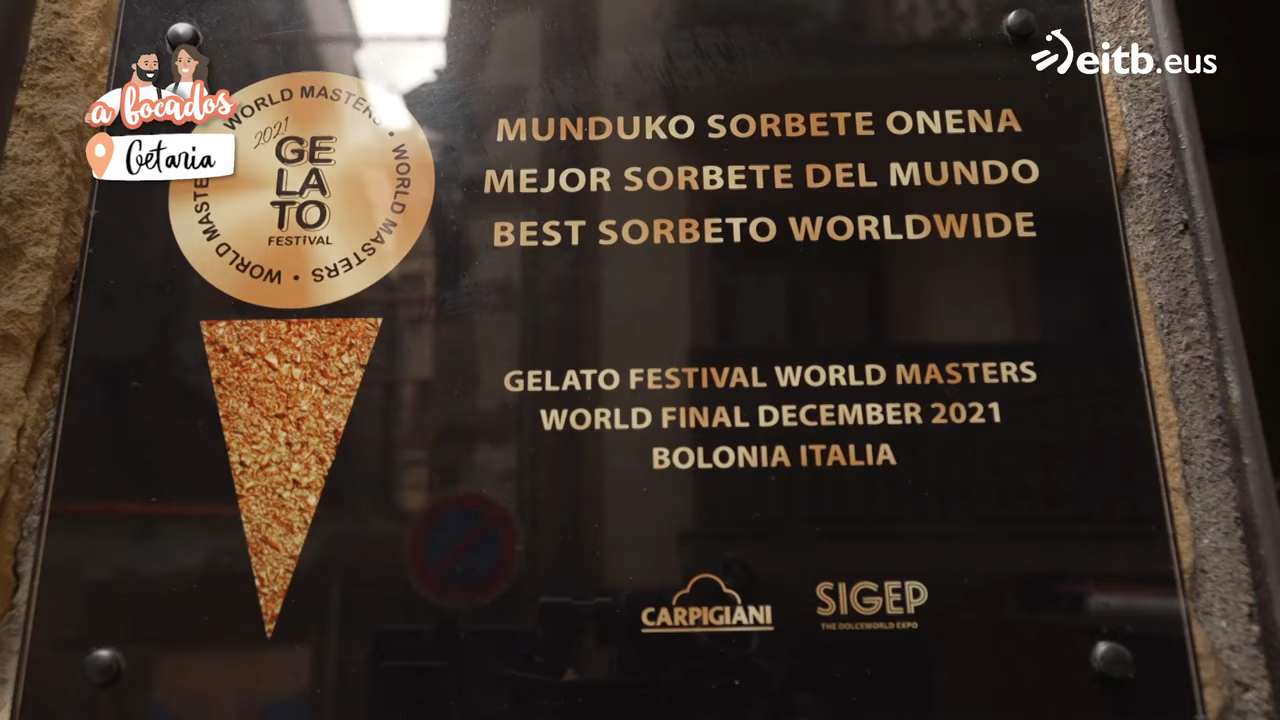 a bocados
Getaria
eitb.eus
WORLD MASTERS • WORLD MASTERS • WORLD MASTE
2021
GE
LA
TO
FESTIVAL
MUNDUKO SORBETE ONENA
MEJOR SORBETE DEL MUNDO
BEST SORBETO WORLDWIDE
GELATO FESTIVAL WORLD MASTERS
WORLD FINAL DECEMBER 2021
BOLONIA ITALIA
CARPIGIANI
SIGEP
THE DOLCEWORLD EXPO